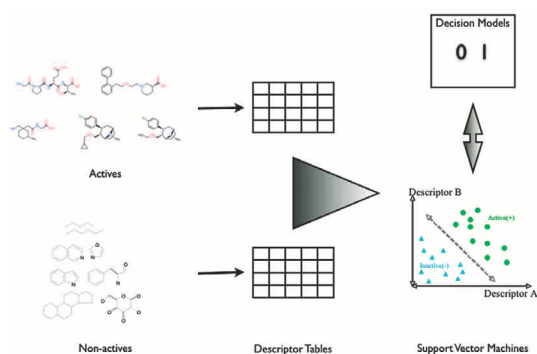 Decision Models
0 1
Actives
Descriptor B
Active(+)
Inactive(-)
Descriptor A
Non-actives
Descriptor Tables
Support Vector Machines